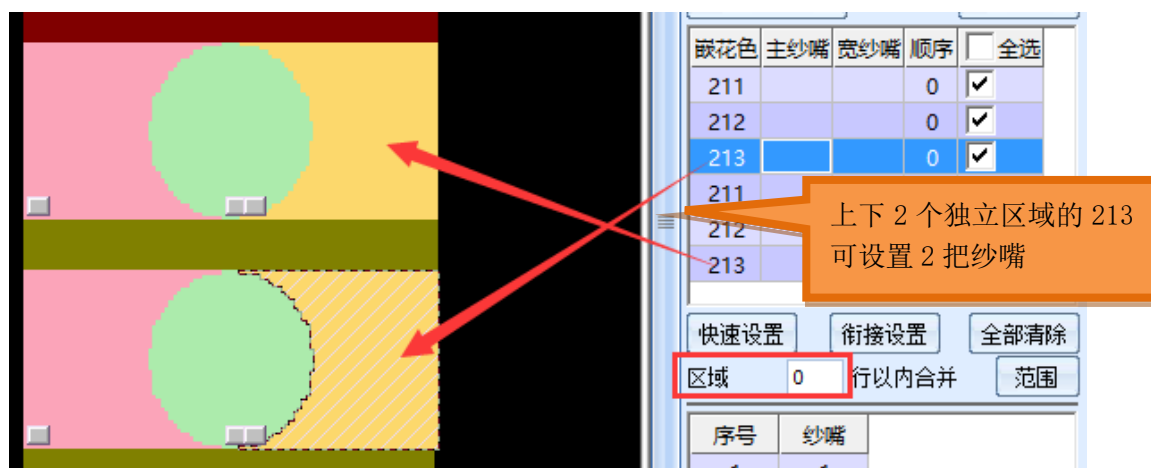 嵌花色 主纱嘴 宽纱嘴 顺序 全选
211 0
212 0
213 0
211
212
213
上下 2 个独立区域的 213
可设置 2 把纱嘴
快速设置 衔接设置 全部清除
区域 0 行以内合并 范围
序号 纱嘴